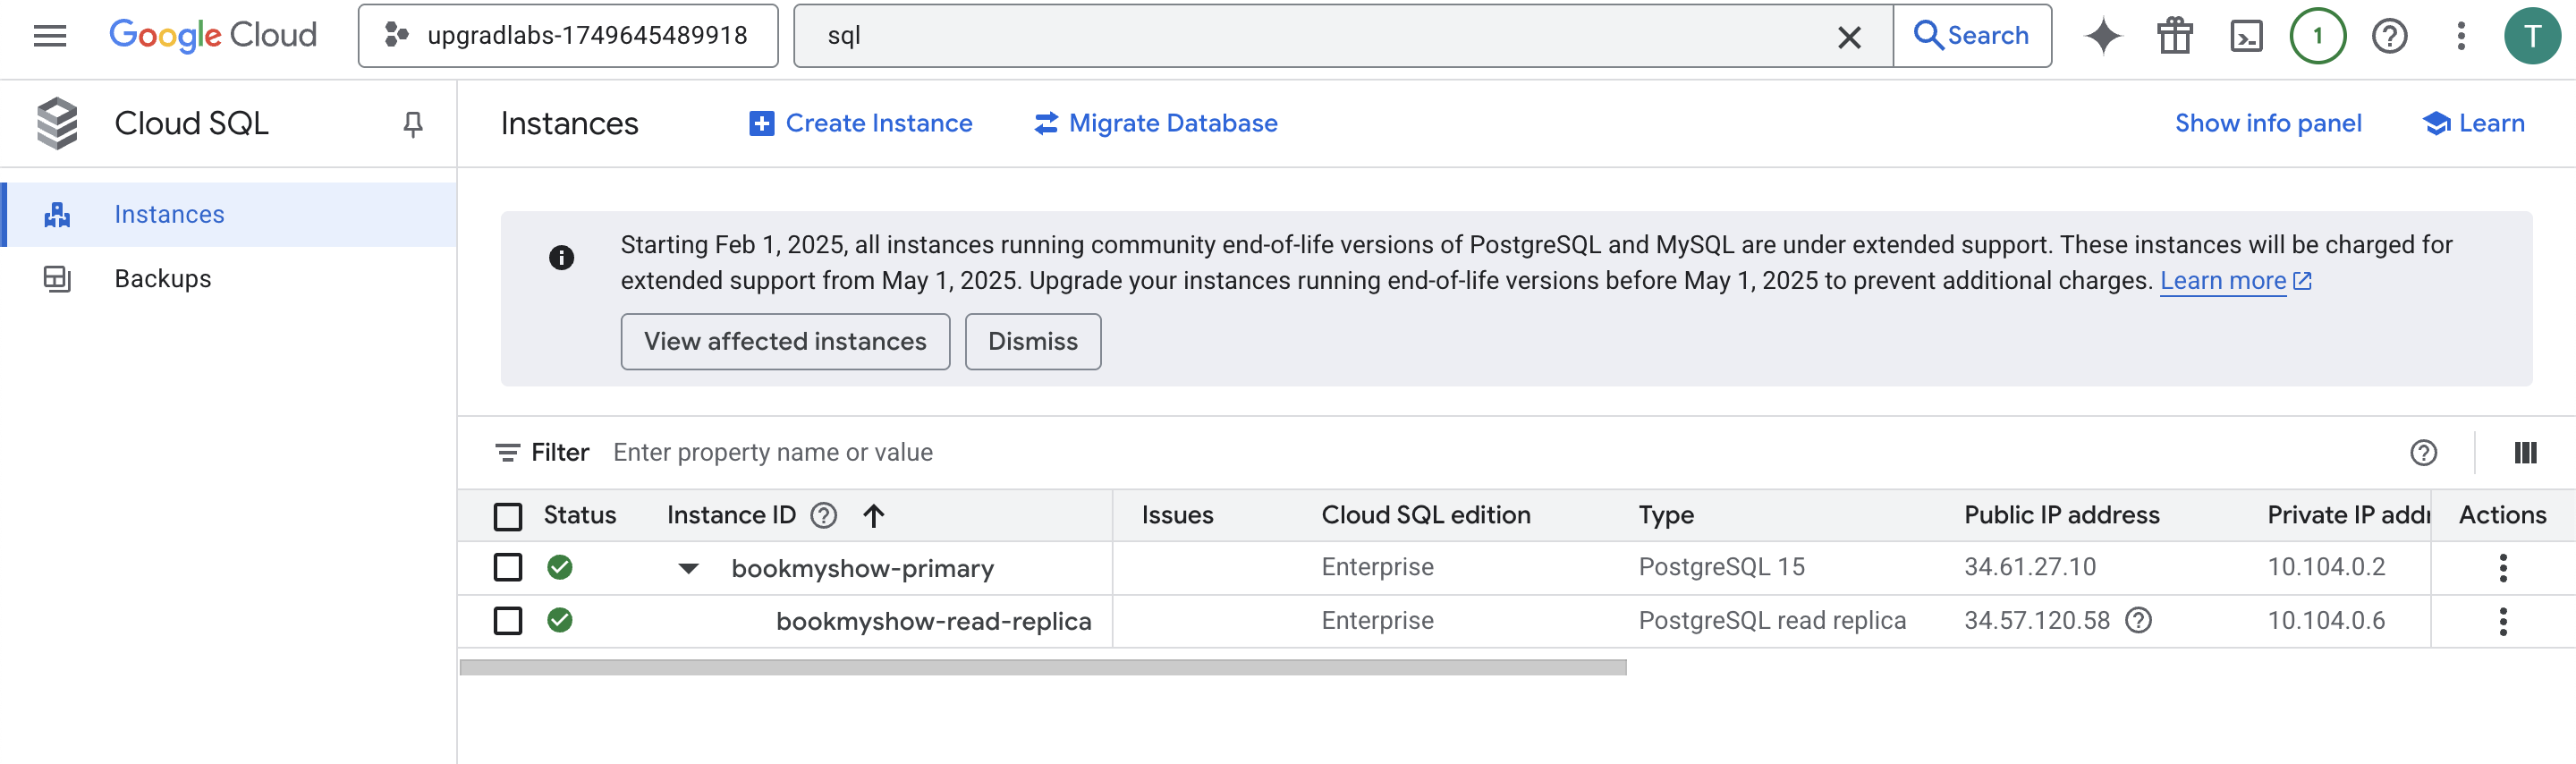 Google Cloud
upgradlabs-1749645489918
sql
Search
1
T
Cloud SQL
Instances
Create Instance
Migrate Database
Show info panel
Learn
Instances
Backups
Starting Feb 1, 2025, all instances running community end-of-life versions of PostgreSQL and MySQL are under extended support. These instances will be charged for
extended support from May 1, 2025. Upgrade your instances running end-of-life versions before May 1, 2025 to prevent additional charges. Learn more
View affected instances
Dismiss
Filter Enter property name or value
Status Instance ID Issues Cloud SQL edition Type Public IP address Private IP addr Actions
bookmyshow-primary Enterprise PostgreSQL 15 34.61.27.10 10.104.0.2
bookmyshow-read-replica Enterprise PostgreSQL read replica 34.57.120.58 10.104.0.6